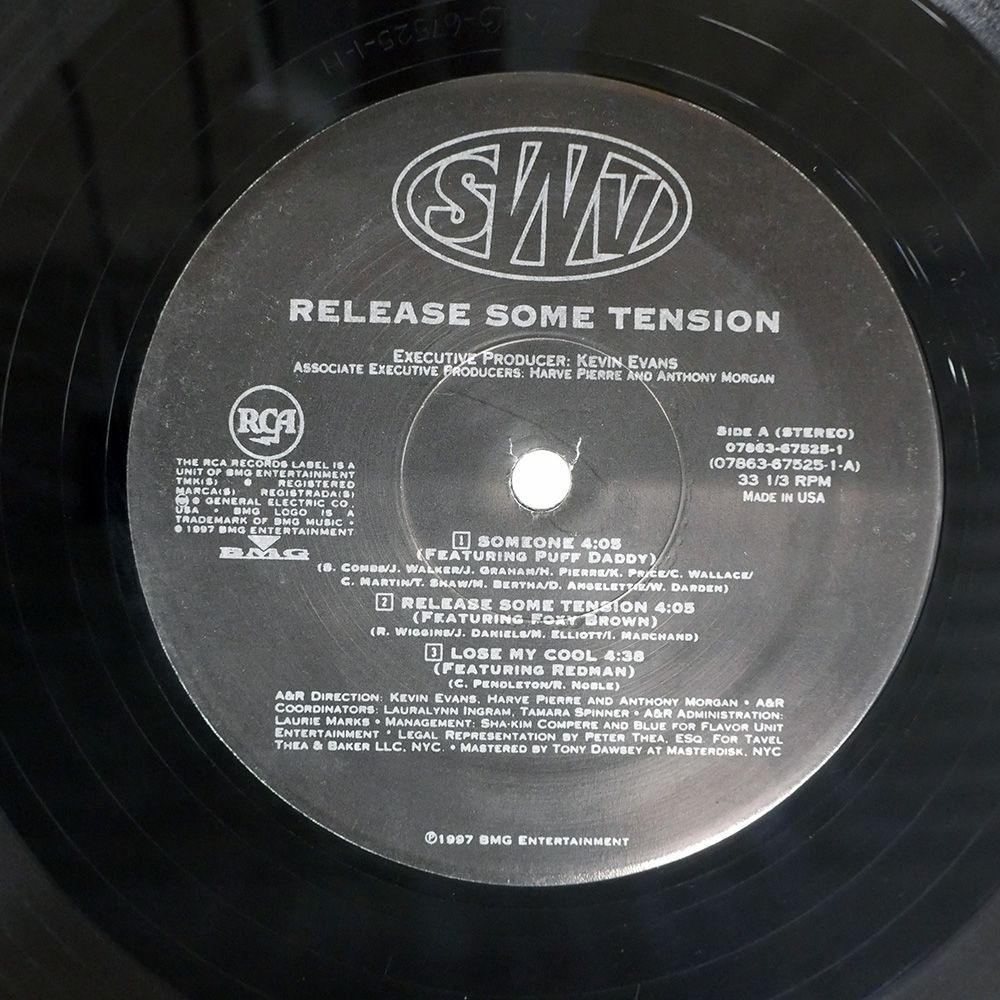 67525-1-H
SWV
RELEASE SOME TENSION
EXECUTIVE PRODUCER: KEVIN EVANS
ASSOCIATE EXECUTIVE PRODUCERS: HARVE PIERRE AND ANTHONY MORGAN
RCA
THE RCA RECORDS LABEL IS A
UNIT OF BMG ENTERTAINMENT
TMK(S) ® REGISTERED
MARCA(S) REGISTRADA(S)
GENERAL ELECTRIC CO,
USA • BMG LOGO IS A
TRADEMARK OF BMG MUSIC •
© 1997 BMG ENTERTAINMENT
BMG
SIDE A (STEREO)
07863-67525-1
(07863-67525-1-A)
33 1/3 RPM
MADE IN USA
1 SOMEONE 4:05
(FEATURING PUFF DADDY)
(S. COMBS/J. WALKER/J. GRAHAM/H. PIERRE/K. PRICE/C. WALLACE/
C. MARTIN/T. SHAW/M. BERTHA/D. ANGELETTIE/W. DARDEN)
2 RELEASE SOME TENSION 4:05
(FEATURING FOXY BROWN)
(R. WIGGINS/J. DANIELS/M. ELLIOTT/I. MARCHAND)
3 LOSE MY COOL 4:38
(FEATURING REDMAN)
(C. PENDLETON/R. NOBLE)
A&R DIRECTION: KEVIN EVANS, HARVE PIERRE AND ANTHONY MORGAN • A&R
COORDINATORS: LAURALYNN INGRAM, TAMARA SPINNER • A&R ADMINISTRATION:
LAURIE MARKS • MANAGEMENT: SHA-KIM COMPERE AND BLUE FOR FLAVOR UNIT
ENTERTAINMENT * LEGAL REPRESENTATION BY PETER THEA, ESQ. FOR TAVEL
THEA & BAKER LLC, NYC. • MASTERED BY TONY DAWSEY AT MASTERDISK, NYC
℗1997 BMG ENTERTAINMENT